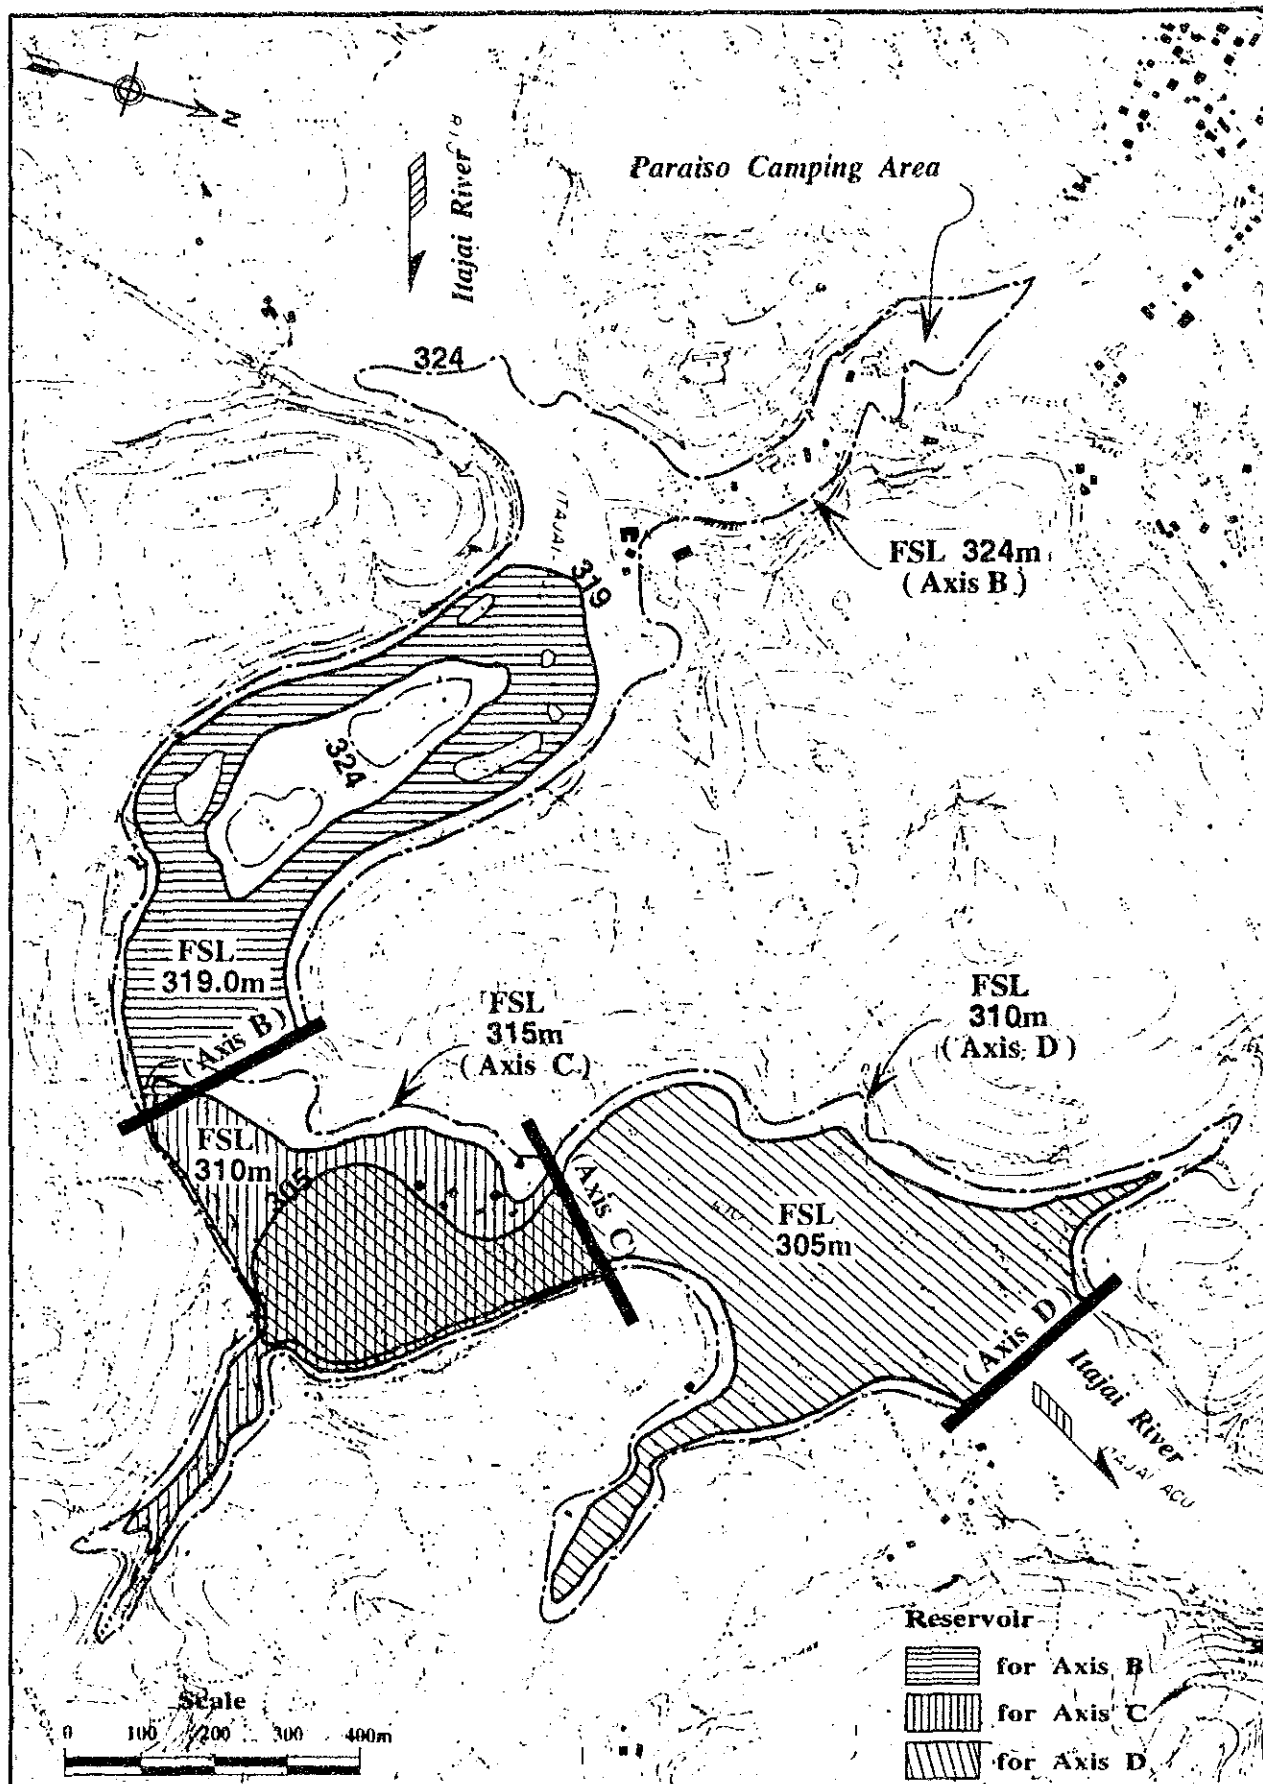 N
Itajai River
Paraiso Camping Area
324
ITAJAI
319
FSL 324m
( Axis B )
324
FSL
319.0m
( Axis B )
FSL
315m
( Axis C )
FSL
310m
( Axis D )
FSL
310m
305
( Axis C )
FSL
305m
( Axis D )
Itajai River
Reservoir
for Axis B
for Axis C
for Axis D
Scale
0 100 200 300 400m